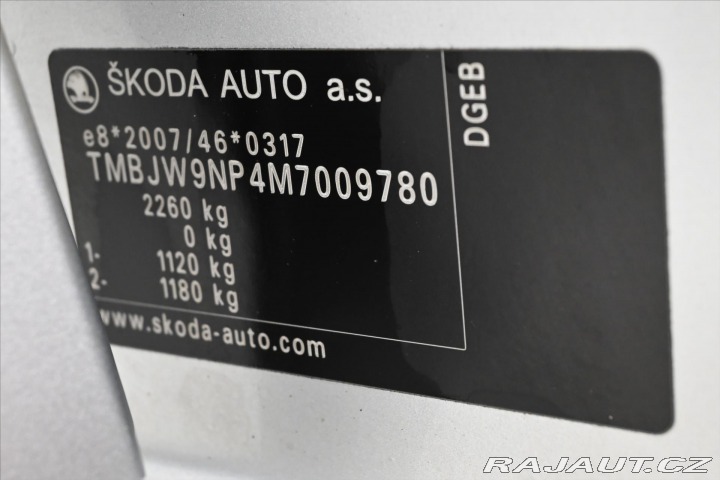 ŠKODA AUTO a.s.
e8*2007/46*0317
TMBJW9NP4M7009780
2260 kg
0 kg
1- 1120 kg
2- 1180 kg
www.skoda-auto.com
DGEB
RAJAUT.CZ